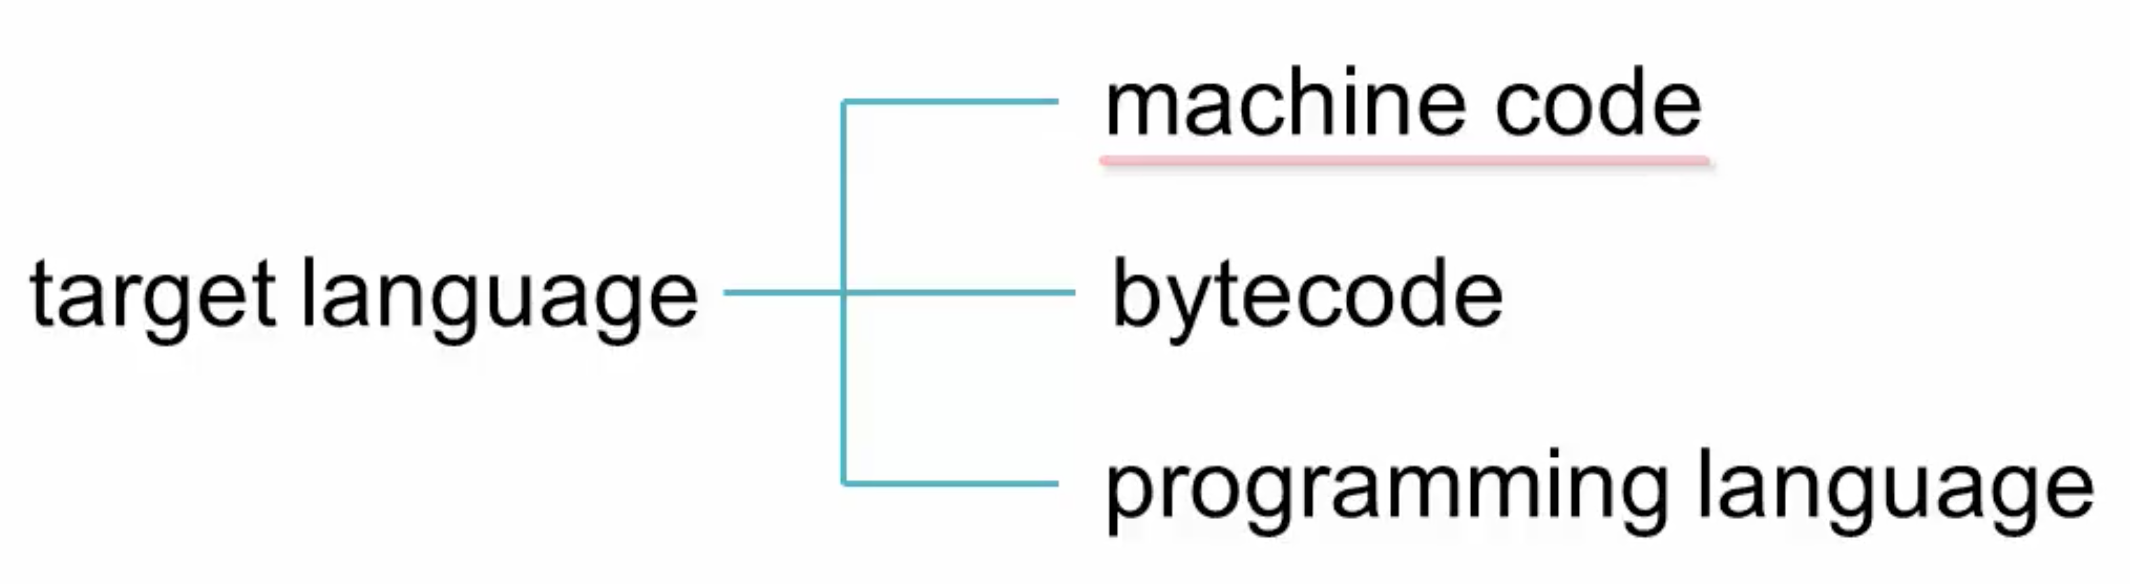 machine code
target language
bytecode
programming language